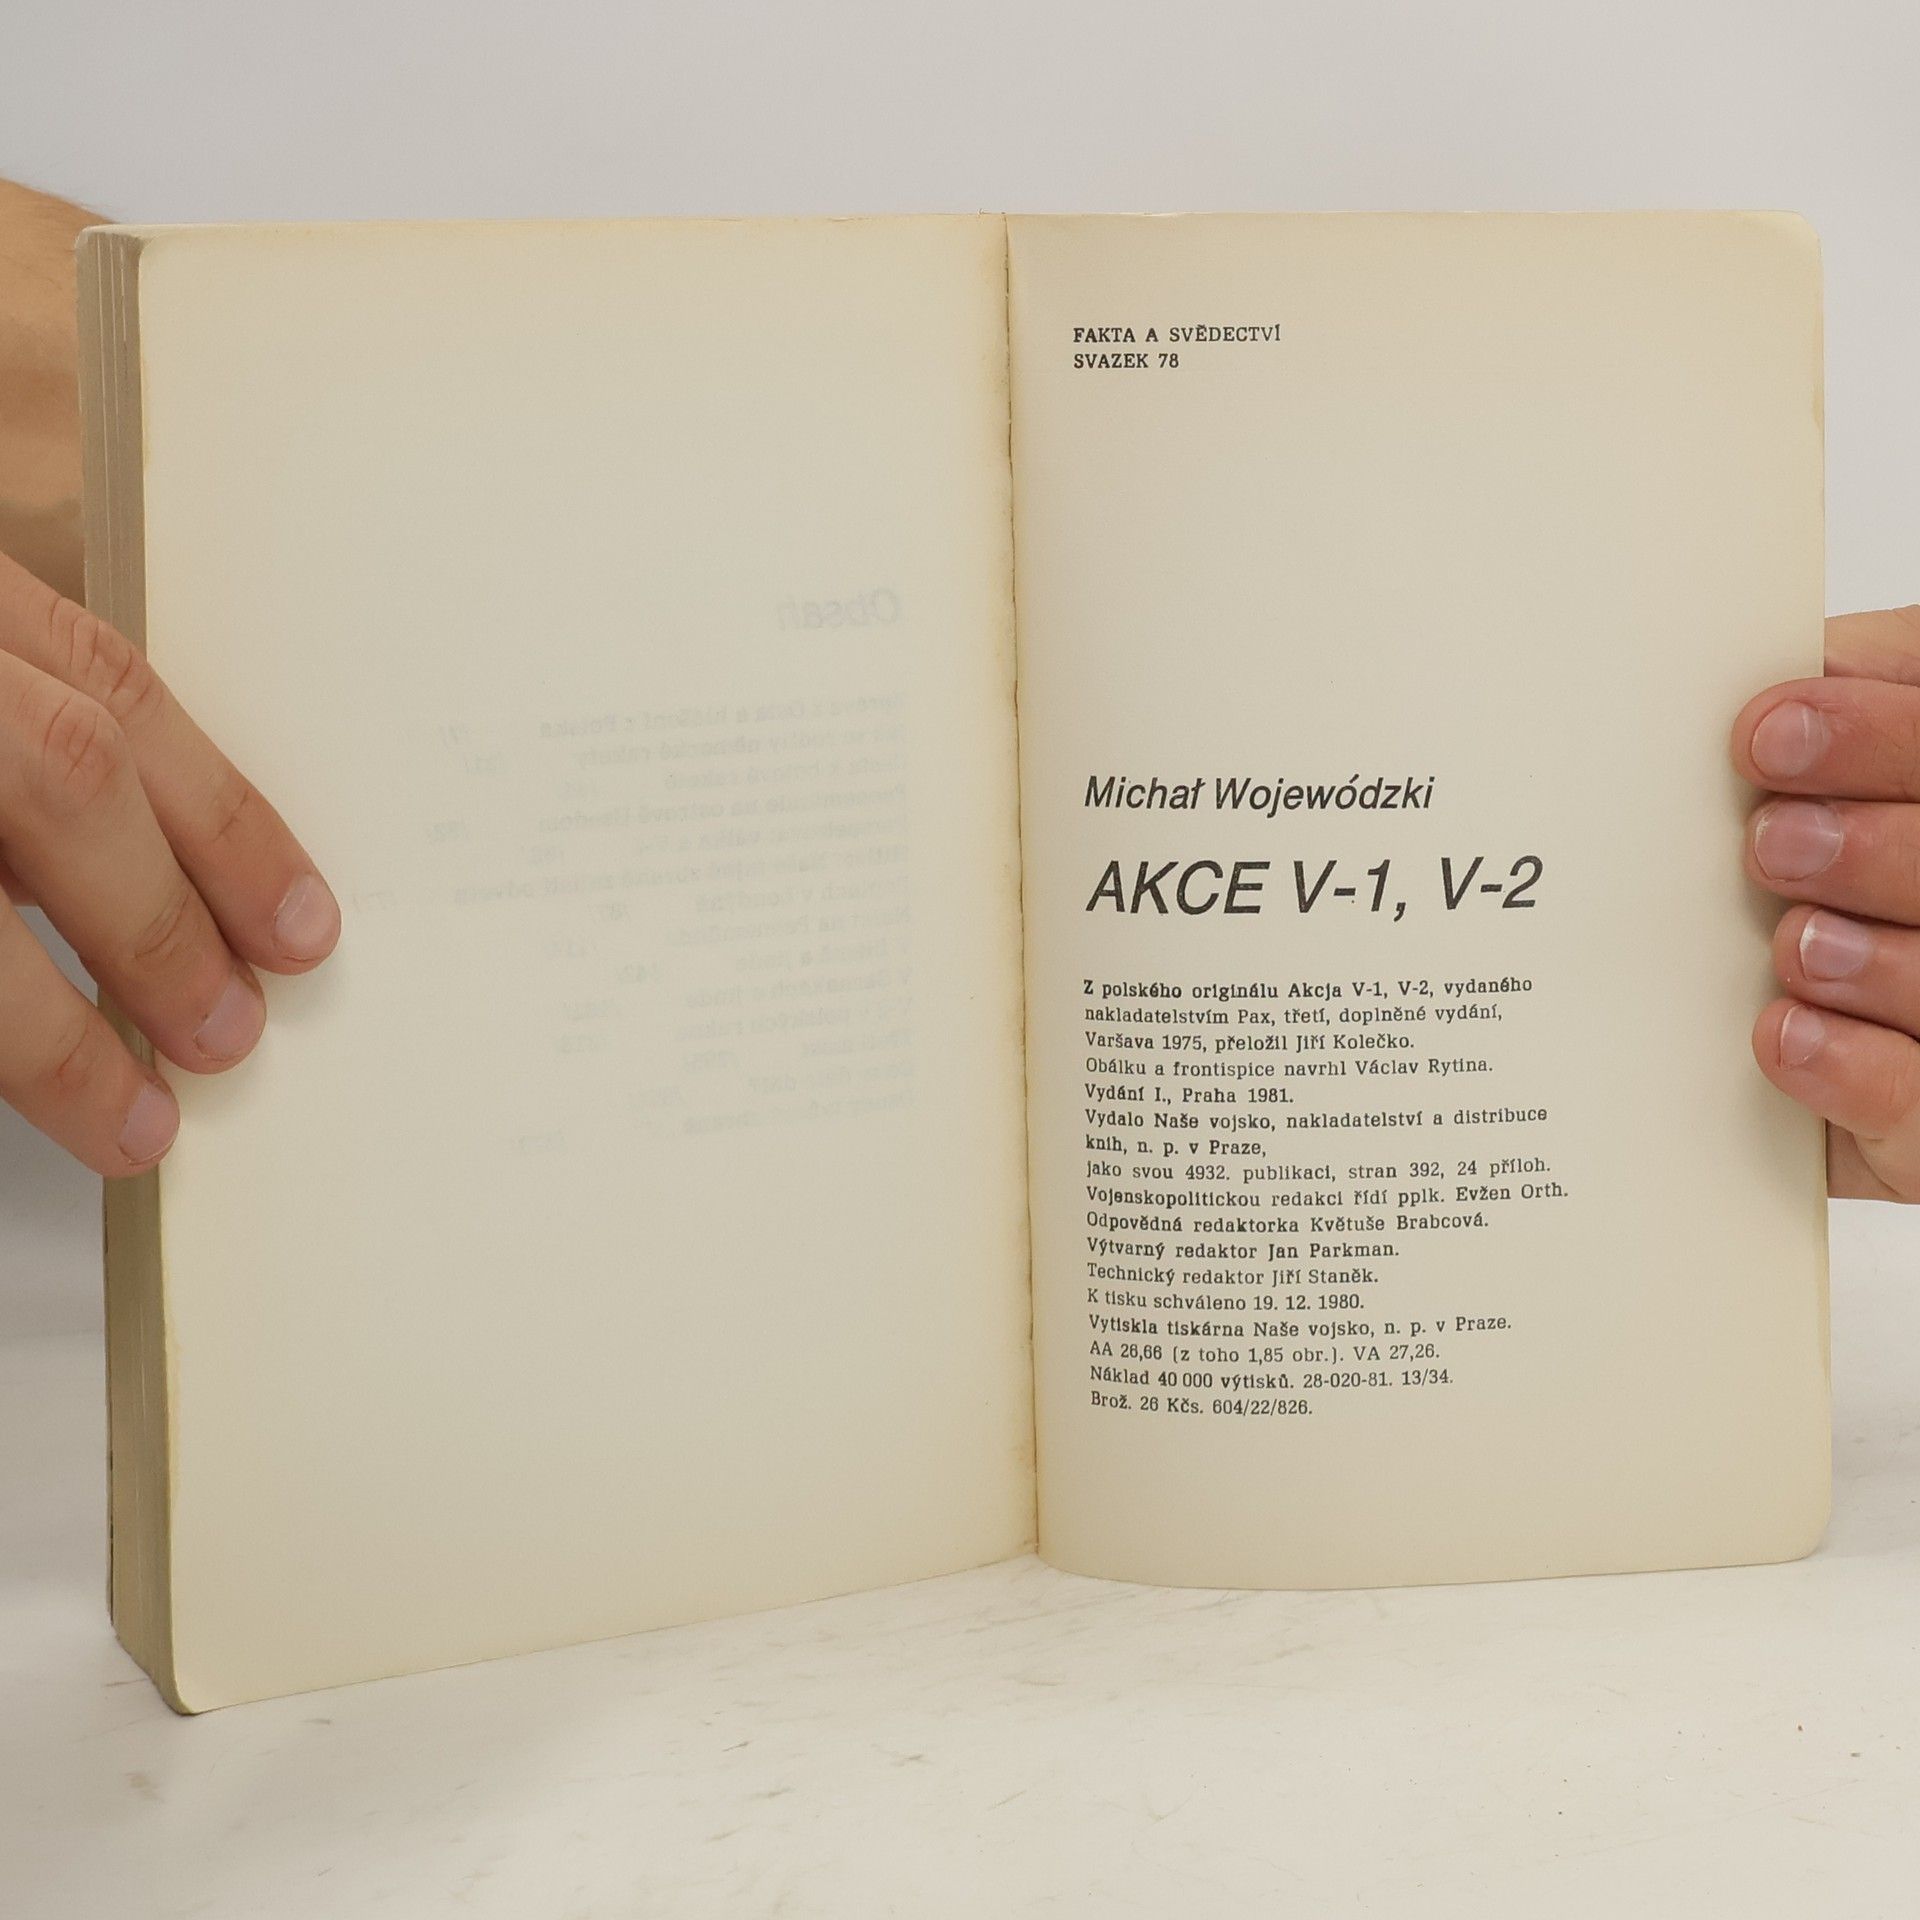 Obsah
FAKTA A SVĚDECTVÍ
SVAZEK 78
Michał Wojewódzki
AKCE V-1, V-2
Z polského originálu Akcja V-1, V-2, vydaného
nakladatelstvím Pax, třetí, doplněné vydání,
Varšava 1975, přeložil Jiří Kolečko.
Obálku a frontispice navrhl Václav Rytina.
Vydání I., Praha 1981.
Vydalo Naše vojsko, nakladatelství a distribuce
knih, n. p. v Praze,
jako svou 4932. publikaci, stran 392, 24 příloh.
Vojenskopolitickou redakci řídí pplk. Evžen Orth.
Odpovědná redaktorka Květuše Brabcová.
Výtvarný redaktor Jan Parkman.
Technický redaktor Jiří Staněk.
K tisku schváleno 19. 12. 1980.
Vytiskla tiskárna Naše vojsko, n. p. v Praze.
AA 26,66 (z toho 1,85 obr.). VA 27,26.
Náklad 40 000 výtisků. 28-020-81. 13/34.
Brož. 26 Kčs. 604/22/826.